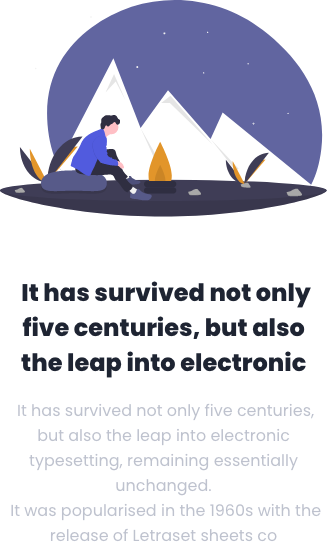 It has survived not only
five centuries, but also
the leap into electronic
It has survived not only five centuries,
but also the leap into electronic
typesetting, remaining essentially
unchanged.
It was popularised in the 1960s with the
release of Letraset sheets co